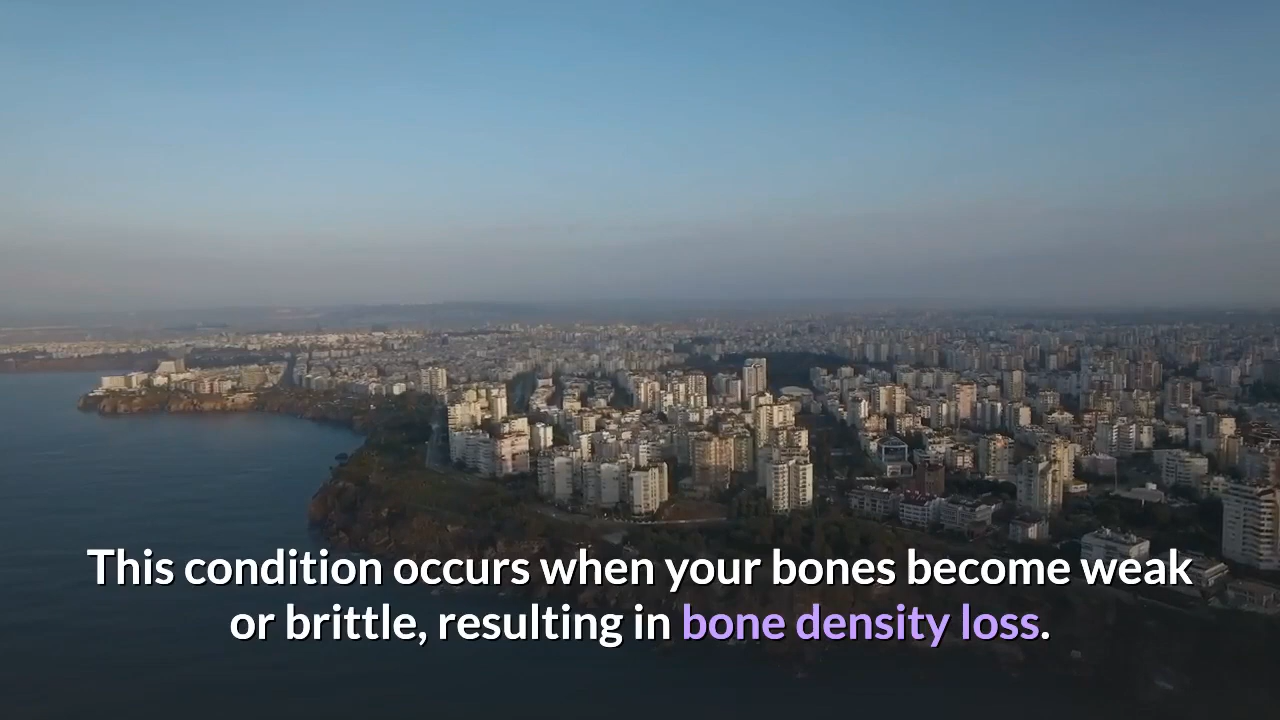 This condition occurs when your bones become weak
or brittle, resulting in bone density loss.